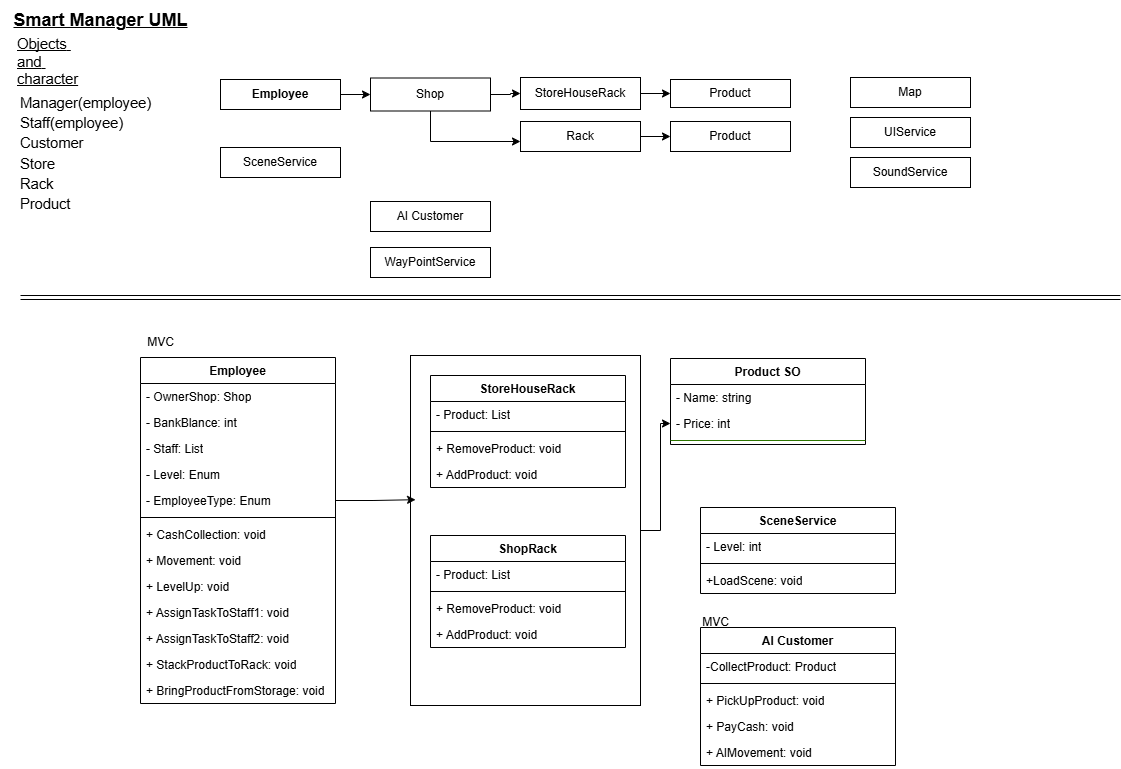 Smart Manager UML
Objects
and
character
Manager(employee)
Staff(employee)
Customer
Store
Rack
Product
Employee
Shop
StoreHouseRack
Product
Map
Rack
Product
UIService
SceneService
SoundService
AI Customer
WayPointService
MVC
Employee
- OwnerShop: Shop
- BankBlance: int
- Staff: List
- Level: Enum
- EmployeeType: Enum
+ CashCollection: void
+ Movement: void
+ LevelUp: void
+ AssignTaskToStaff1: void
+ AssignTaskToStaff2: void
+ StackProductToRack: void
+ BringProductFromStorage: void
StoreHouseRack
- Product: List
+ RemoveProduct: void
+ AddProduct: void
ShopRack
- Product: List
+ RemoveProduct: void
+ AddProduct: void
Product SO
- Name: string
- Price: int
SceneService
- Level: int
+LoadScene: void
MVC
AI Customer
-CollectProduct: Product
+ PickUpProduct: void
+ PayCash: void
+ AIMovement: void